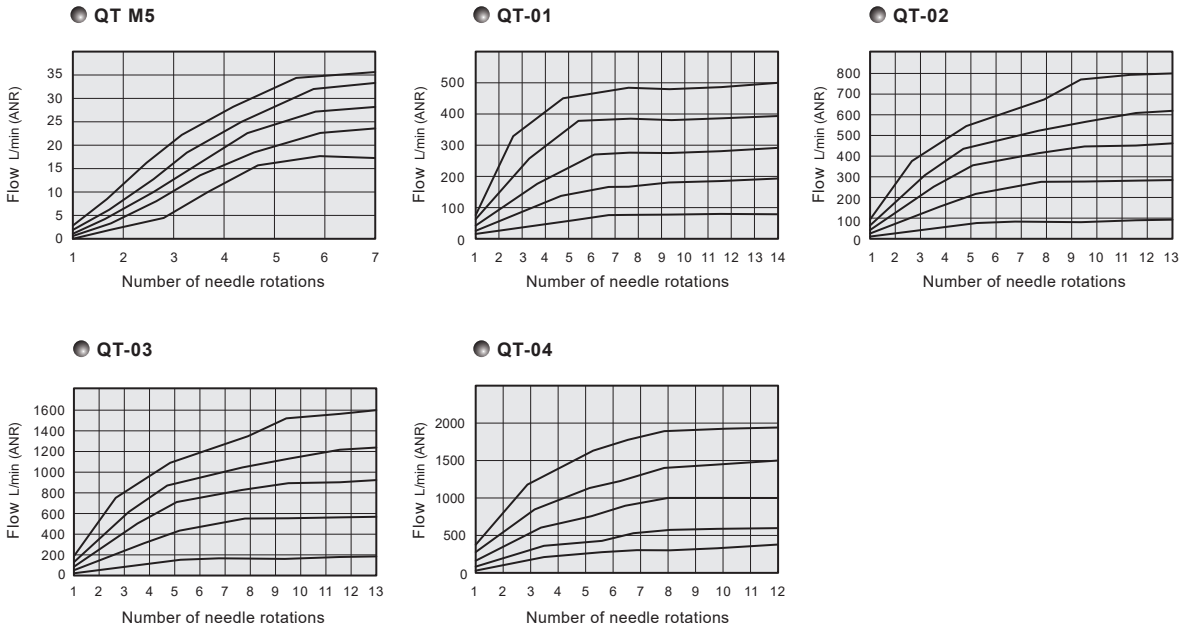 QT M5
35
30
25
20
15
10
5
0
Flow L/min (ANR)
1 2 3 4 5 6 7
Number of needle rotations
QT-01
500
400
300
200
100
0
Flow L/min (ANR)
1 2 3 4 5 6 7 8 9 10 11 12 13 14
Number of needle rotations
QT-02
800
700
600
500
400
300
200
100
0
Flow L/min (ANR)
1 2 3 4 5 6 7 8 9 10 11 12 13
Number of needle rotations
QT-03
1600
1400
1200
1000
800
600
400
200
0
Flow L/min (ANR)
1 2 3 4 5 6 7 8 9 10 11 12 13
Number of needle rotations
QT-04
2000
1500
1000
500
0
Flow L/min (ANR)
1 2 3 4 5 6 7 8 9 10 11 12
Number of needle rotations